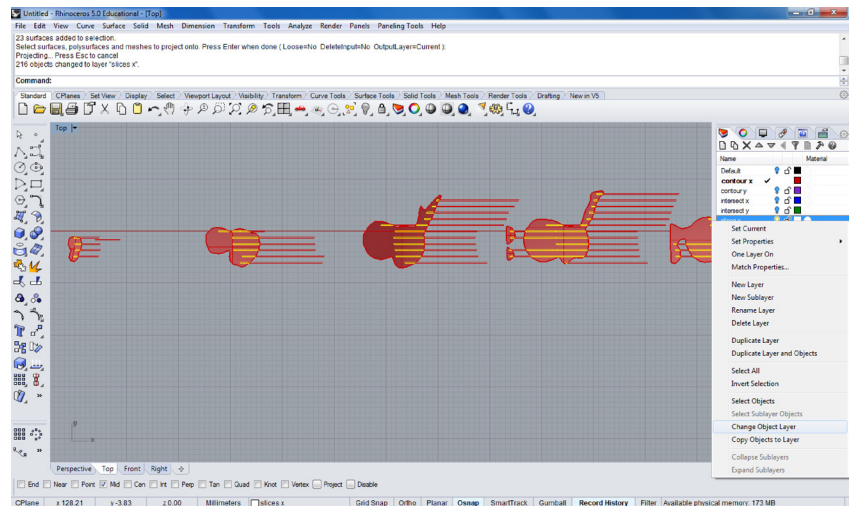 Untitled - Rhinoceros 5.0 Educational - [Top]
File Edit View Curve Surface Solid Mesh Dimension Transform Tools Analyze Render Panels Paneling Tools Help
23 surfaces added to selection.
Select surfaces, polysurfaces and meshes to project onto. Press Enter when done ( Loose=No DeleteInput=No OutputLayer=Current ):
Projecting... Press Esc to cancel
216 objects changed to layer "slices x".
Command:
Standard CPlanes Set View Display Select Viewport Layout Visibility Transform Curve Tools Surface Tools Solid Tools Mesh Tools Render Tools Drafting New in V5
Top
Name Material
Default
contour x
contour y
intersect x
intersect y
Set Current
Set Properties
One Layer On
Match Properties...
New Layer
New Sublayer
Rename Layer
Delete Layer
Duplicate Layer
Duplicate Layer and Objects
Select All
Invert Selection
Select Objects
Select Sublayer Objects
Change Object Layer
Copy Objects to Layer
Collapse Sublayers
Expand Sublayers
y
x
Perspective Top Front Right
End Near Point Mid Cen Int Perp Tan Quad Knot Vertex Project Disable
CPlane x 128.21 y -3.83 z 0.00 Millimeters slices x Grid Snap Ortho Planar Osnap SmartTrack Gumball Record History Filter Available physical memory: 173 MB